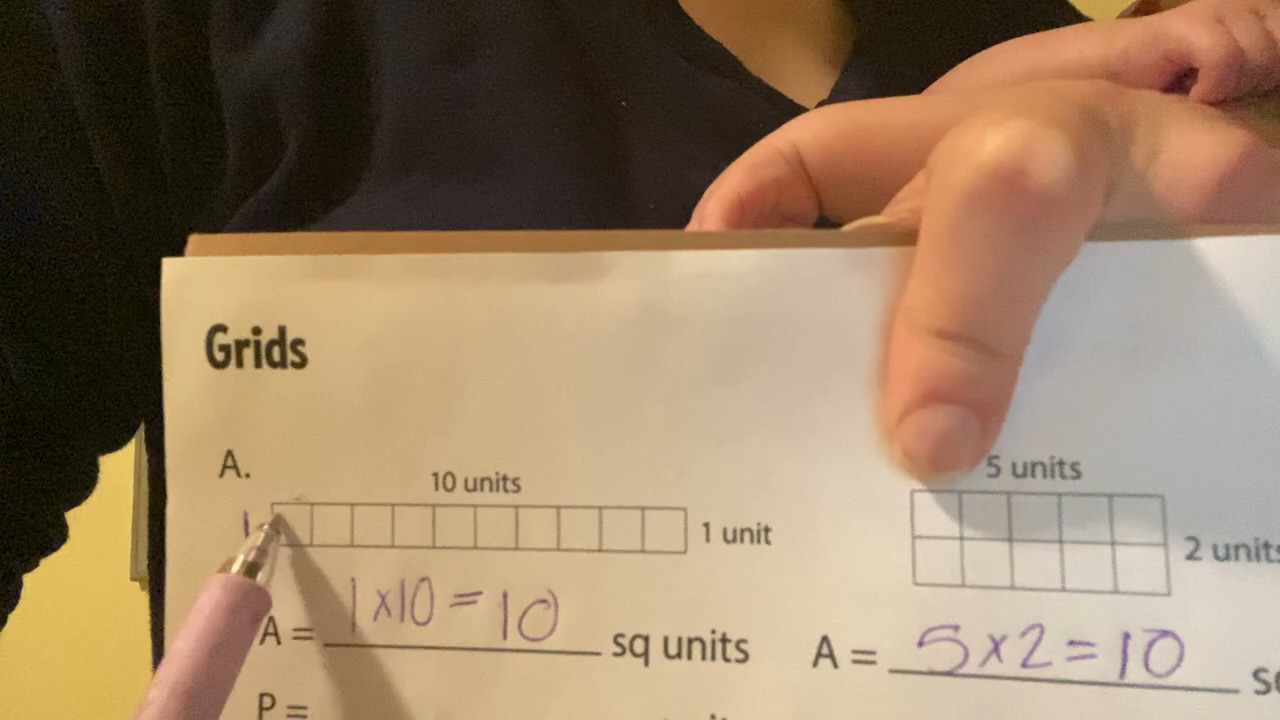 Grids
A.
10 units
1
1 unit
A = 1x10 = 10 sq units
P =
5 units
2 units
A = 5x2 = 10